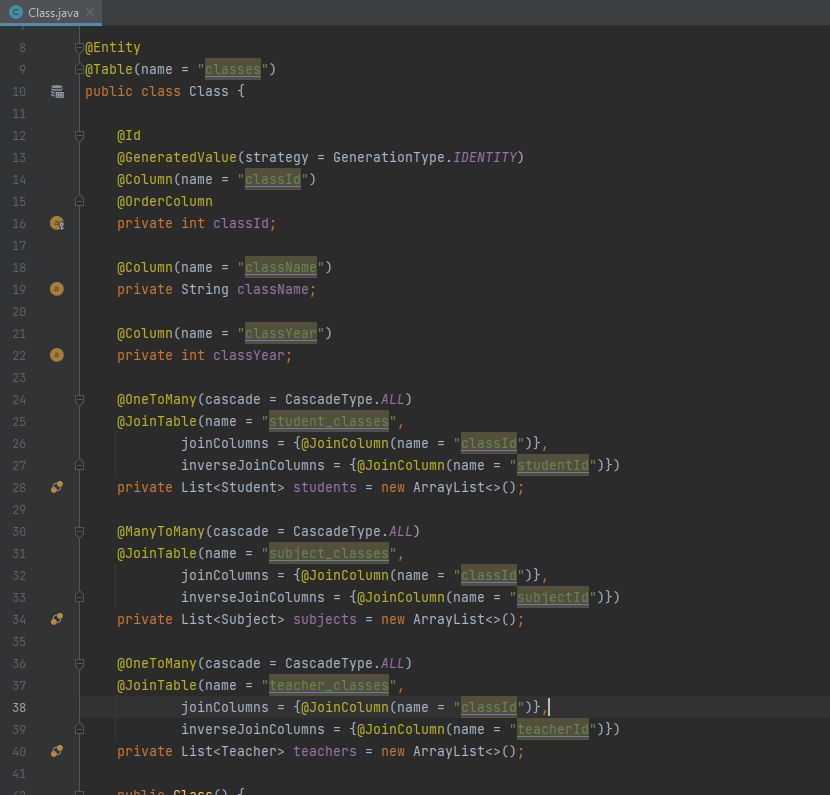 Class.java
8 @Entity
9 @Table(name = "classes")
10 public class Class {
11
12 @Id
13 @GeneratedValue(strategy = GenerationType.IDENTITY)
14 @Column(name = "classId")
15 @OrderColumn
16 private int classId;
17
18 @Column(name = "className")
19 private String className;
20
21 @Column(name = "classYear")
22 private int classYear;
23
24 @OneToMany(cascade = CascadeType.ALL)
25 @JoinTable(name = "student_classes",
26 joinColumns = {@JoinColumn(name = "classId")},
27 inverseJoinColumns = {@JoinColumn(name = "studentId")})
28 private List<Student> students = new ArrayList<>();
29
30 @ManyToMany(cascade = CascadeType.ALL)
31 @JoinTable(name = "subject_classes",
32 joinColumns = {@JoinColumn(name = "classId")},
33 inverseJoinColumns = {@JoinColumn(name = "subjectId")})
34 private List<Subject> subjects = new ArrayList<>();
35
36 @OneToMany(cascade = CascadeType.ALL)
37 @JoinTable(name = "teacher_classes",
38 joinColumns = {@JoinColumn(name = "classId")},
39 inverseJoinColumns = {@JoinColumn(name = "teacherId")})
40 private List<Teacher> teachers = new ArrayList<>();
41
public Class() {